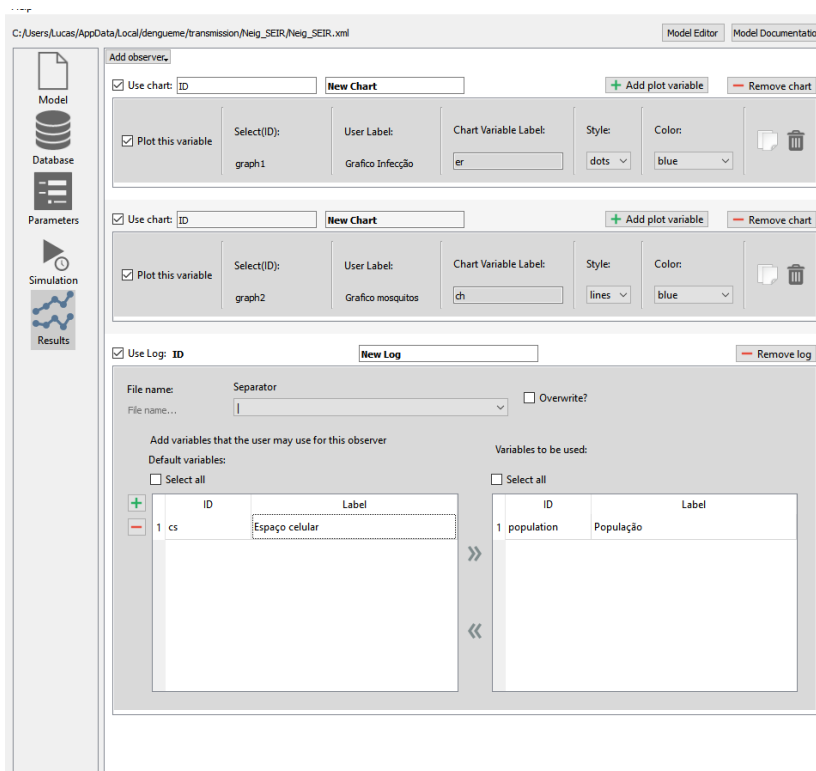 C:/Users/Lucas/AppData/Local/dengueme/transmission/Neig_SEIR/Neig_SEIR.xml
Model Editor
Model Documentatio
Model
Database
Parameters
Simulation
Results
Add observer
Use chart: ID
New Chart
Add plot variable
Remove chart
Plot this variable
Select(ID):
graph1
User Label:
Grafico Infecção
Chart Variable Label:
er
Style:
dots
Color:
blue
Use chart: ID
New Chart
Add plot variable
Remove chart
Plot this variable
Select(ID):
graph2
User Label:
Grafico mosquitos
Chart Variable Label:
ch
Style:
lines
Color:
blue
Use Log: ID
New Log
Remove log
File name:
File name...
Separator
|
Overwrite?
Add variables that the user may use for this observer
Default variables:
Select all
ID Label
1 cs Espaço celular
Variables to be used:
Select all
ID Label
1 population População